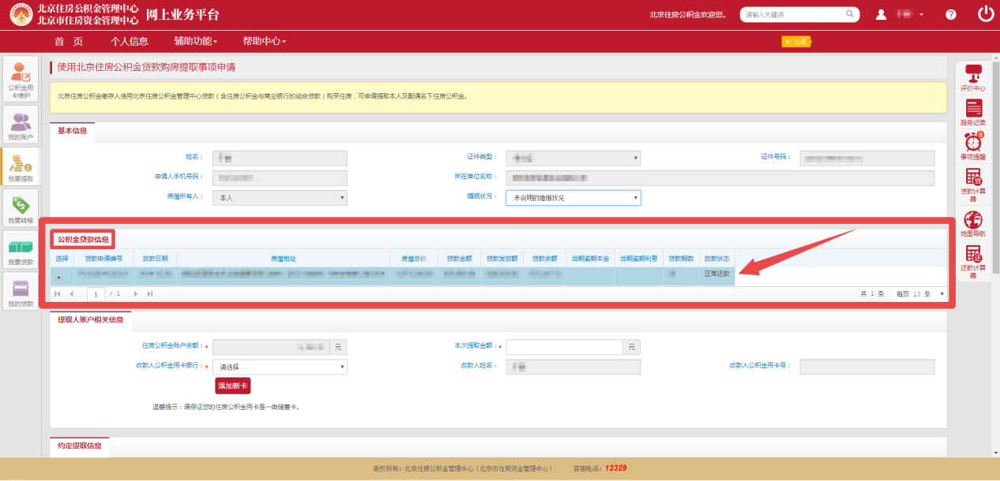 北京住房公积金管理中心
北京市住房资金管理中心
网上业务平台
北京住房公积金欢迎您。
请输入关键词
首 页 个人信息 辅助功能 帮助中心
公告
公积金用卡维护
我的账户
我要提取
我要转移
我要贷款
我的贷款
使用北京住房公积金贷款购房提取事项申请
北京住房公积金缴存人使用北京住房公积金管理中心贷款（含住房公积金与商业银行的组合贷款）购买住房，可申请提取本人及配偶名下住房公积金。
基本信息
姓名： 证件类型： 证件号码：
申请人手机号码： 所在单位名称：
房屋所有人： 本人 婚姻状况： 未说明的婚姻状况
公积金贷款信息
选择 贷款申请编号 放款日期 房屋地址 房屋总价 贷款金额 贷款发放额 贷款余额 当期逾期本金 当期逾期利息 贷款期数 放款状态
正常还款
1 / 1 共 1 条 每页 10 条
提取人账户相关信息
住房公积金账户余额：* 元 本次提取金额：* 元
收款人公积金用卡银行：* 请选择... 收款人姓名： 收款人公积金用卡号：
添加新卡
温馨提示：请保证您的住房公积金用卡是一类储蓄卡。
约定提取信息
评价中心
服务记录
0
事项提醒
贷
贷款计算器
地图导航
还
还款计算器
版权所有：北京住房公积金管理中心（北京市住房资金管理中心） 客服电话：12329